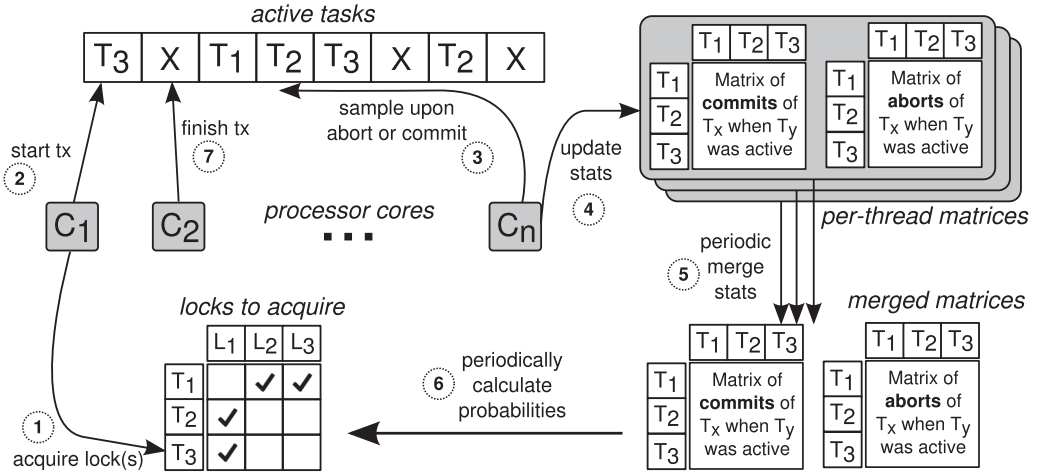 active tasks
T3 X T1 T2 T3 X T2 X
start tx
2
finish tx
7
sample upon
abort or commit
3
update
stats
4
C1
C2
processor cores
...
Cn
T1 T2 T3
T1
T2
T3
Matrix of
commits of
Tx when Ty
was active
T1 T2 T3
T1
T2
T3
Matrix of
aborts of
Tx when Ty
was active
per-thread matrices
5
periodic
merge
stats
merged matrices
locks to acquire
L1 L2 L3
T1 ✓ ✓
T2 ✓
T3 ✓
1
acquire lock(s)
6
periodically
calculate
probabilities
T1 T2 T3
T1
T2
T3
Matrix of
commits of
Tx when Ty
was active
T1 T2 T3
T1
T2
T3
Matrix of
aborts of
Tx when Ty
was active